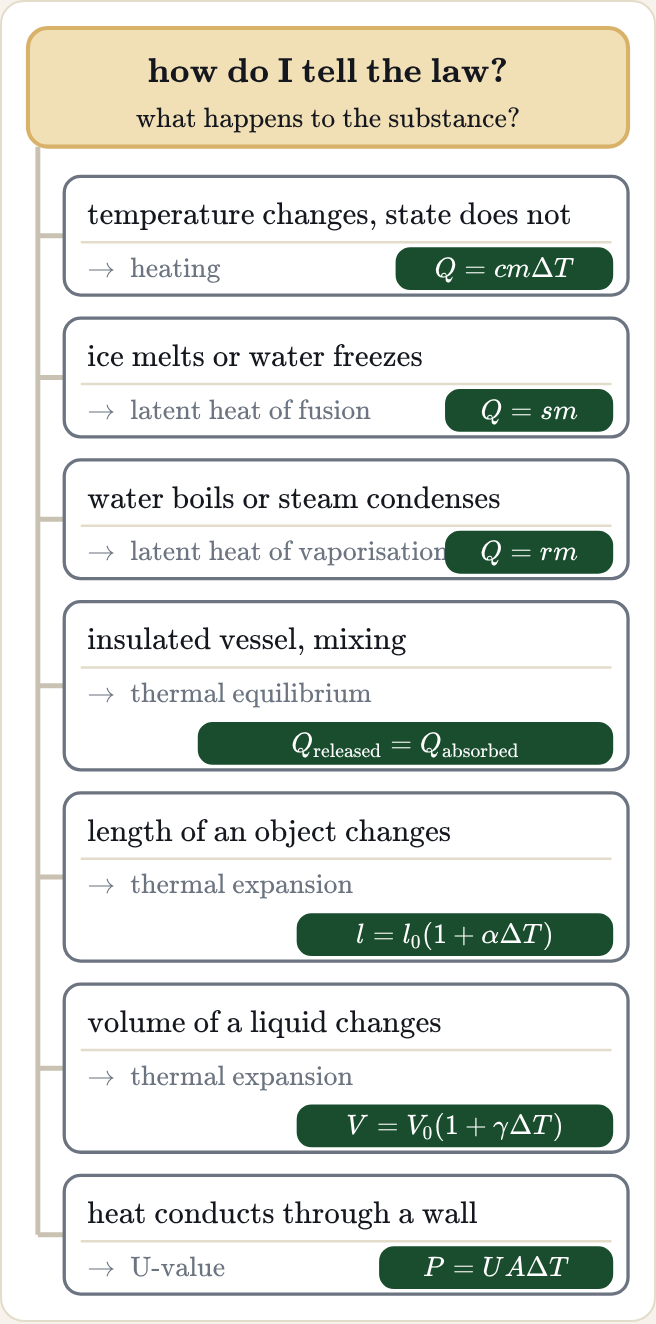 how do I tell the law?
what happens to the substance?
temperature changes, state does not
→ heating Q = cmΔT
ice melts or water freezes
→ latent heat of fusion Q = sm
water boils or steam condenses
→ latent heat of vaporisation Q = rm
insulated vessel, mixing
→ thermal equilibrium
Q_released = Q_absorbed
length of an object changes
→ thermal expansion
l = l₀(1 + αΔT)
volume of a liquid changes
→ thermal expansion
V = V₀(1 + γΔT)
heat conducts through a wall
→ U-value P = UAΔT